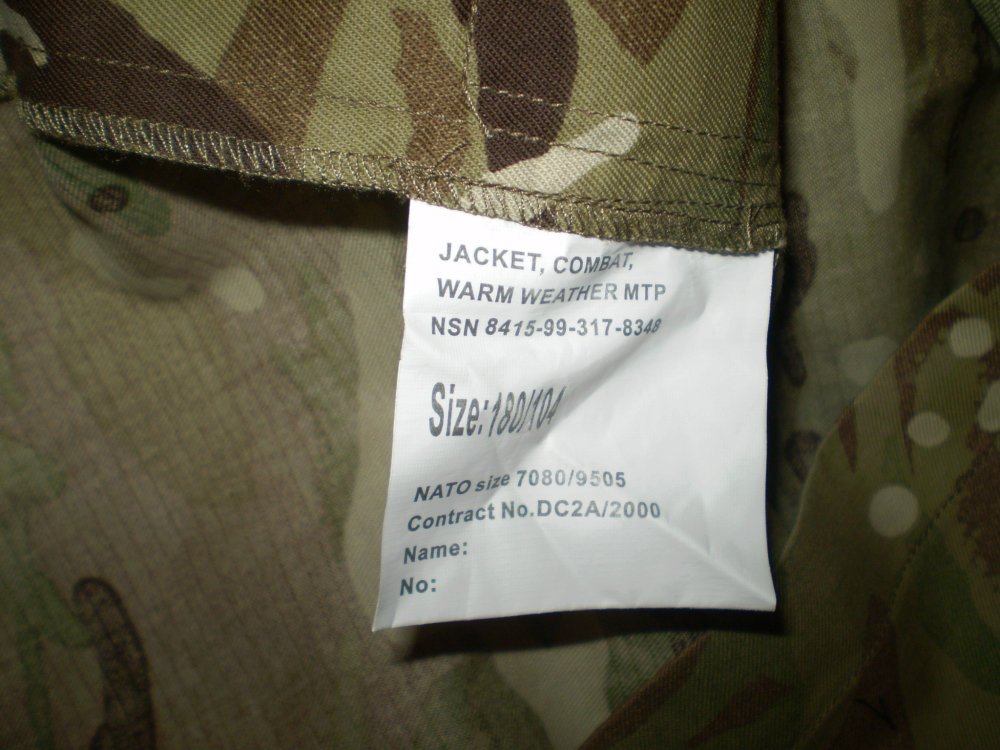 JACKET, COMBAT,
WARM WEATHER MTP
NSN 8415-99-317-8348
Size:180/104
NATO size 7080/9505
Contract No.DC2A/2000
Name:
No: